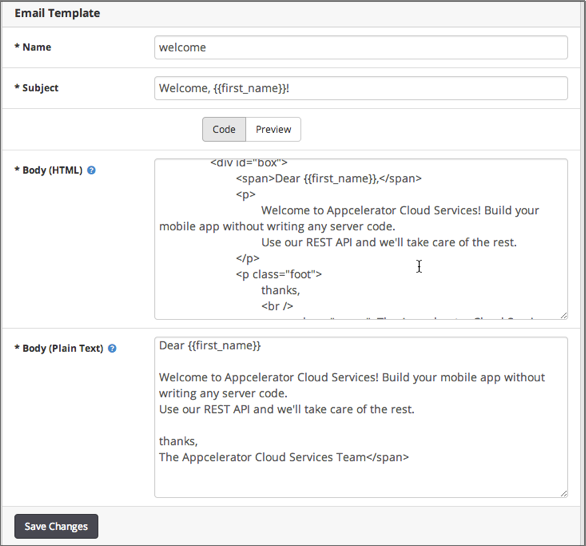 Email Template
* Name
welcome
* Subject
Welcome, {{first_name}}!
Code
Preview
* Body (HTML) ?
<div id="box">
<span>Dear {{first_name}},</span>
<p>
Welcome to Appcelerator Cloud Services! Build your
mobile app without writing any server code.
Use our REST API and we'll take care of the rest.
</p>
<p class="foot">
thanks,
<br />
* Body (Plain Text) ?
Dear {{first_name}}
Welcome to Appcelerator Cloud Services! Build your mobile app without
writing any server code.
Use our REST API and we'll take care of the rest.
thanks,
The Appcelerator Cloud Services Team</span>
Save Changes